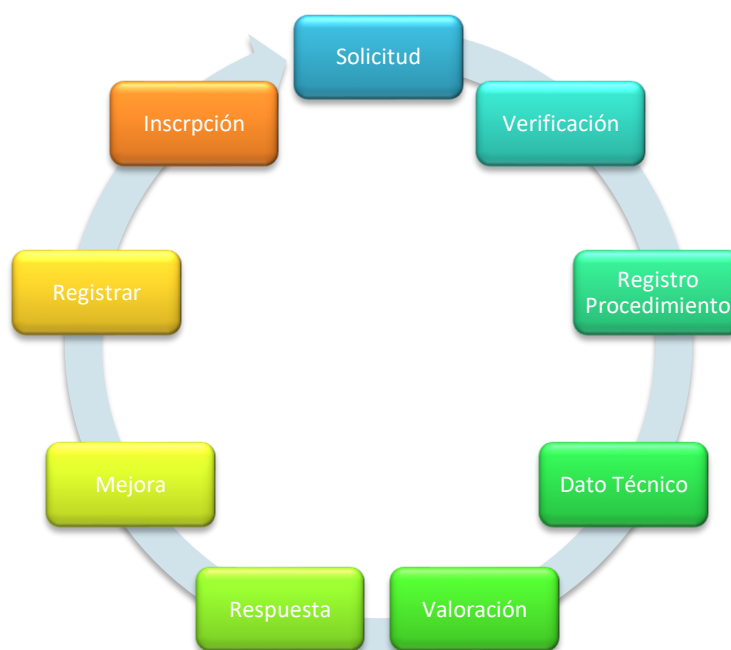 Solicitud
Verificación
Registro
Procedimiento
Dato Técnico
Valoración
Respuesta
Mejora
Registrar
Inscrpción